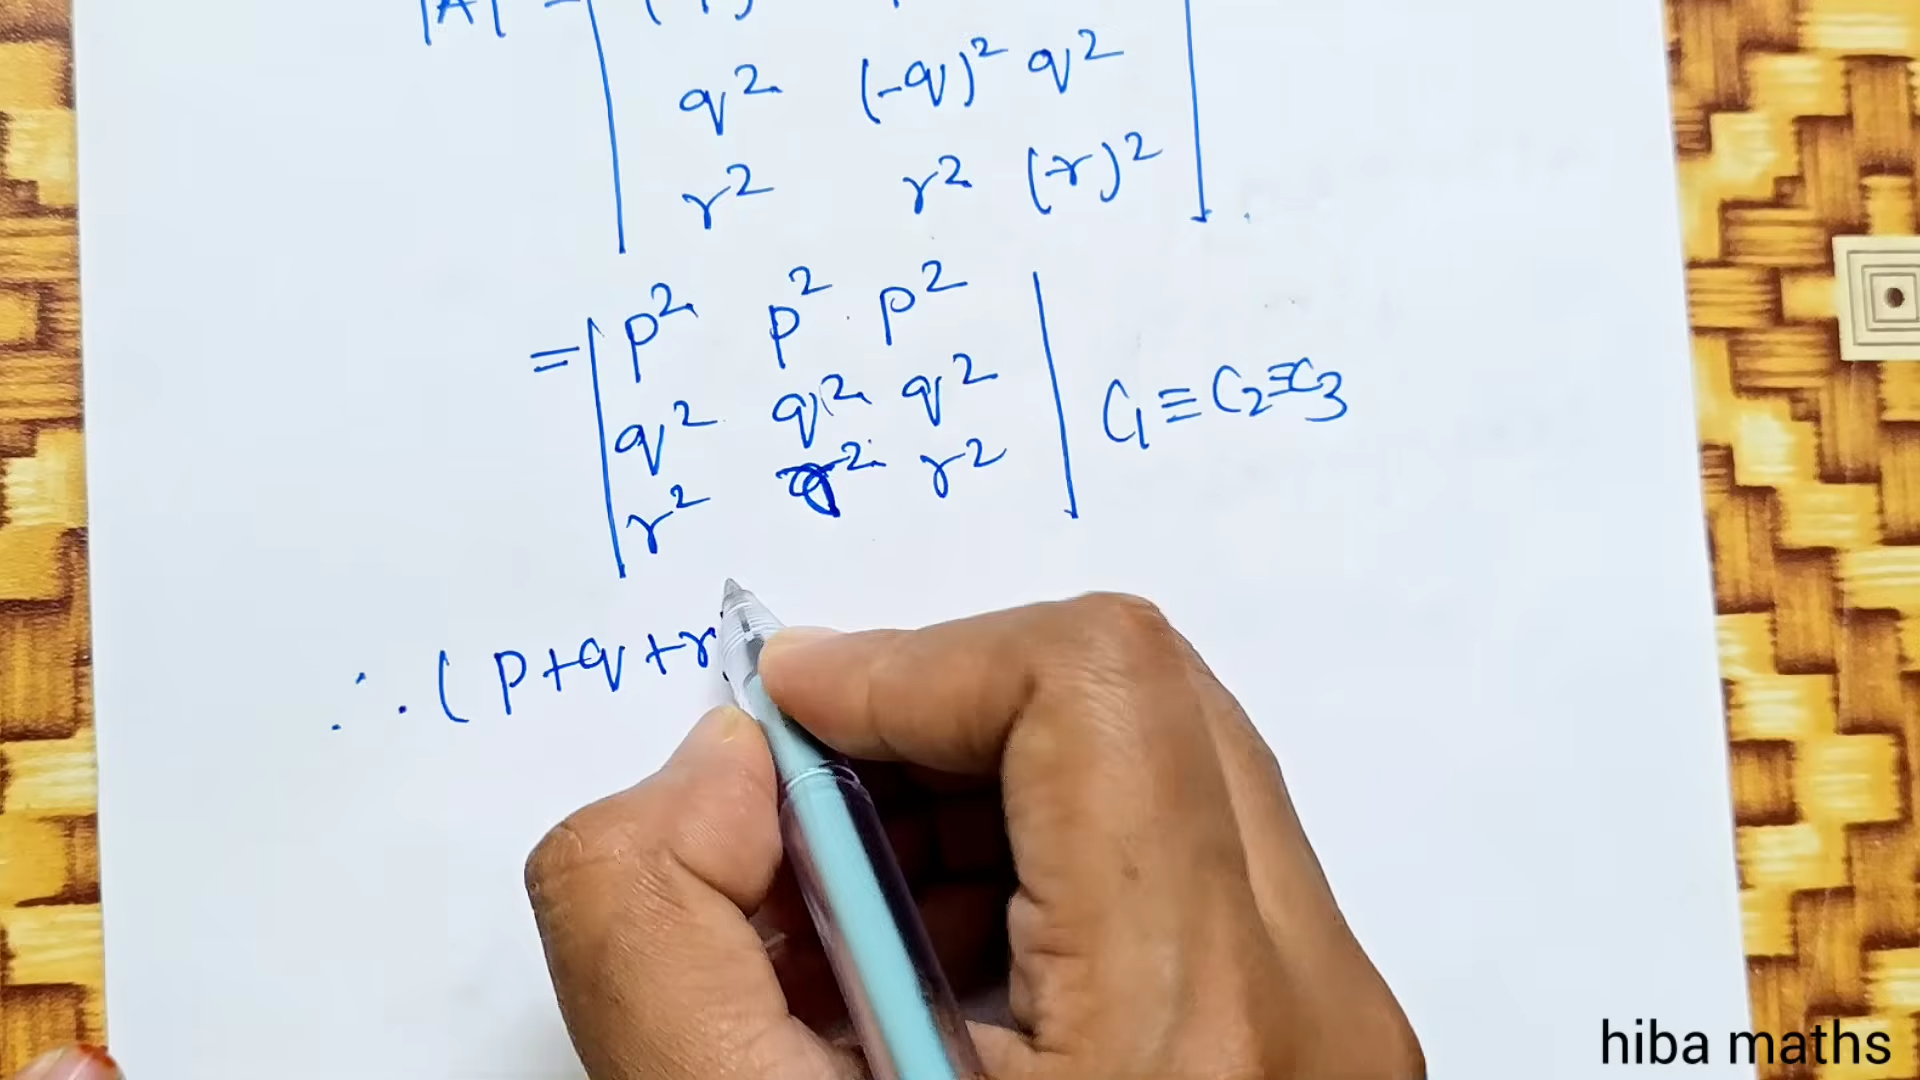 |A| =
q² (-q)² q²
r² r² (-r)²
= | p² p² p² |
q² q² q² C₁ ≡ C₂ ≡ C₃
r² r²
∴ ( p+q+r
hiba maths